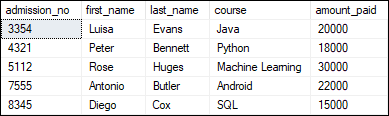 admission_no first_name last_name course amount_paid
3354 Luisa Evans Java 20000
4321 Peter Bennett Python 18000
5112 Rose Huges Machine Learning 30000
7555 Antonio Butler Android 22000
8345 Diego Cox SQL 15000